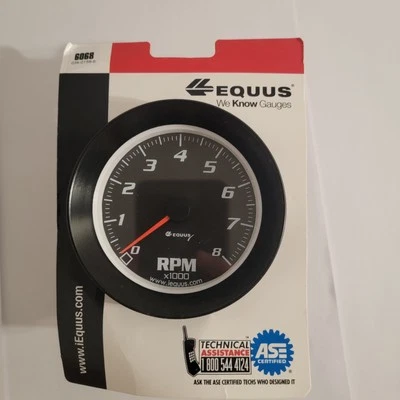 6068
EQUUS
We Know Gauges
0
1
2
3
4
5
6
7
8
EQUUS
RPM
x1000
www.iequus.com
www.iEquus.com
TECHNICAL
ASSISTANCE
1 800 544 4124
ASE
CERTIFIED
ASK THE ASE CERTIFIED TECHS WHO DESIGNED IT